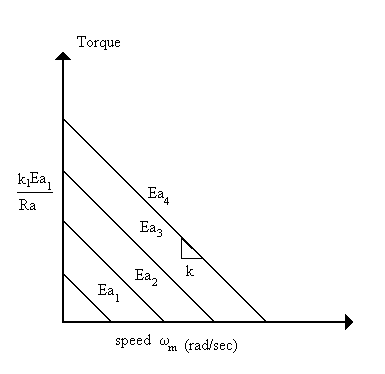 Torque
k₁Ea₁
Ra
Ea₄
Ea₃
k
Ea₂
Ea₁
speed ωₘ (rad/sec)